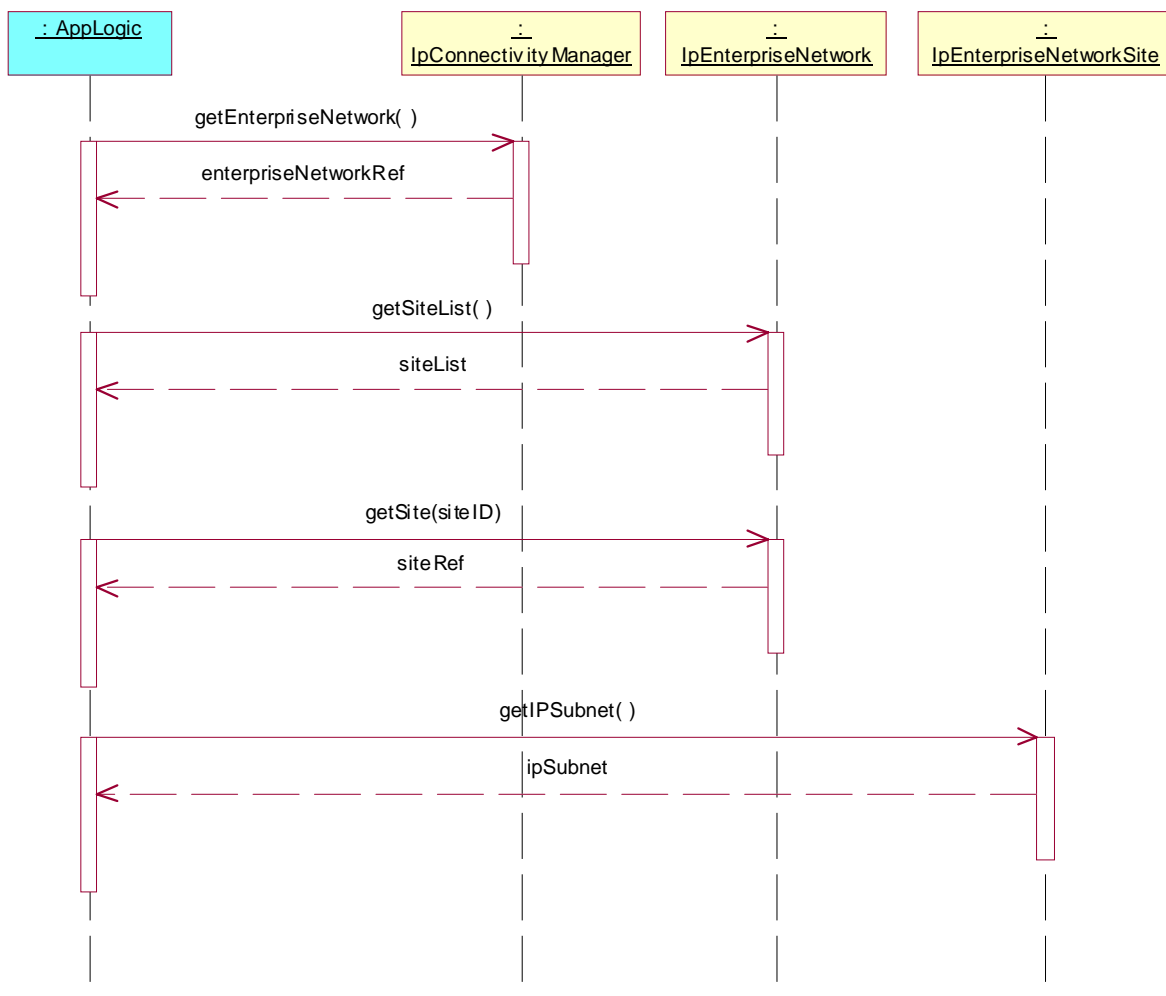 : AppLogic
:
IpConnectivityManager
:
IpEnterpriseNetwork
:
IpEnterpriseNetworkSite
getEnterpriseNetwork( )
enterpriseNetworkRef
getSiteList( )
siteList
getSite(siteID)
siteRef
getIPSubnet( )
ipSubnet